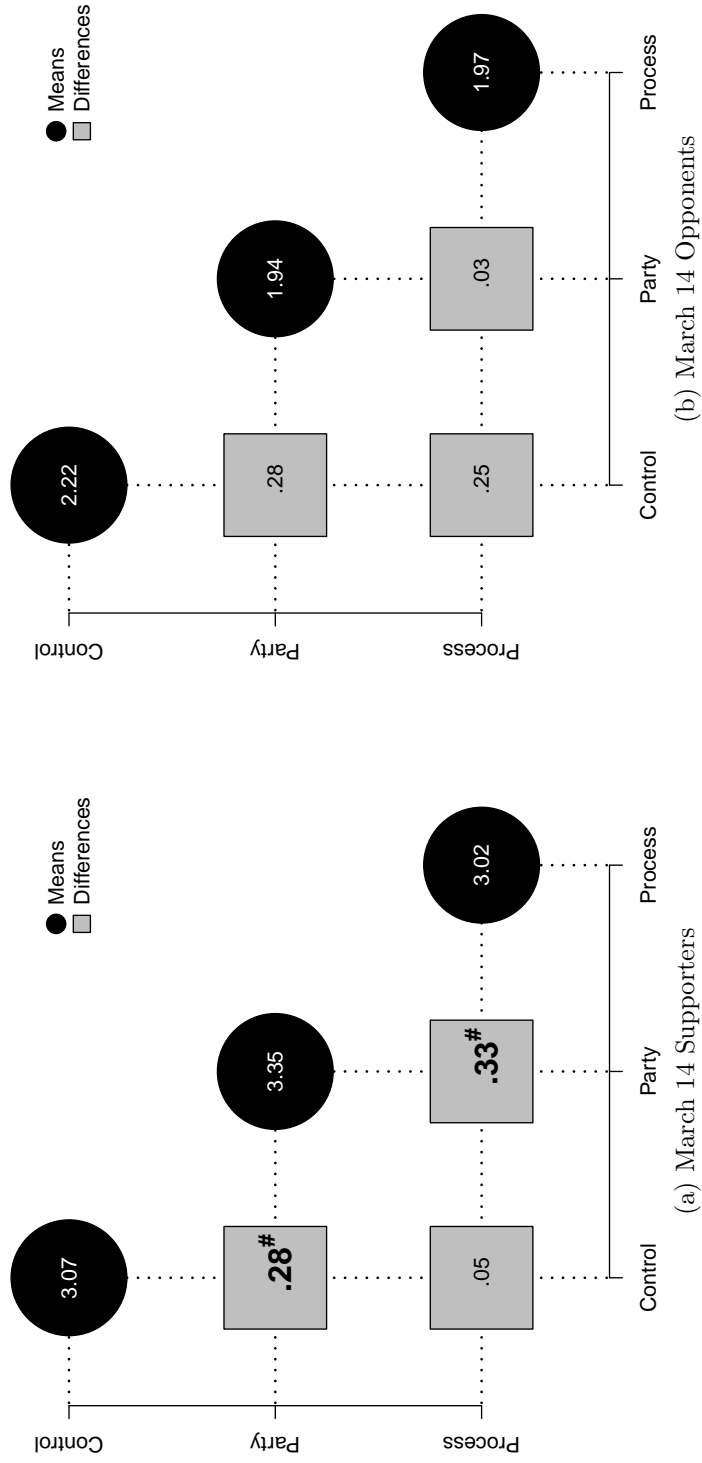 Means
Differences
Control
3.07
Party
.28#
3.35
Process
.05
.33#
3.02
Control
Party
Process
(a) March 14 Supporters
Means
Differences
Control
2.22
Party
.28
1.94
Process
.25
.03
1.97
Control
Party
Process
(b) March 14 Opponents